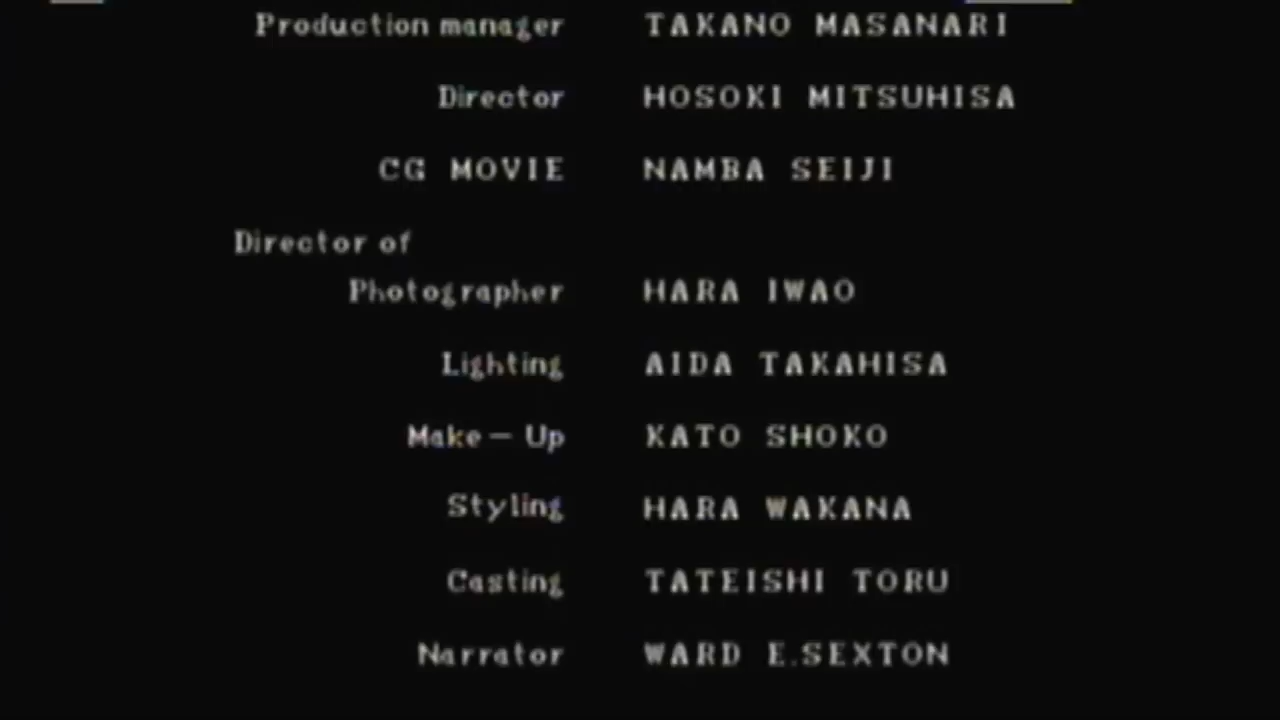 Production manager TAKANO MASANARI
Director HOSOKI MITSUHISA
CG MOVIE NAMBA SEIJI
Director of
Photographer HARA IWAO
Lighting AIDA TAKAHISA
Make-Up KATO SHOKO
Styling HARA WAKANA
Casting TATEISHI TORU
Narrator WARD E.SEXTON